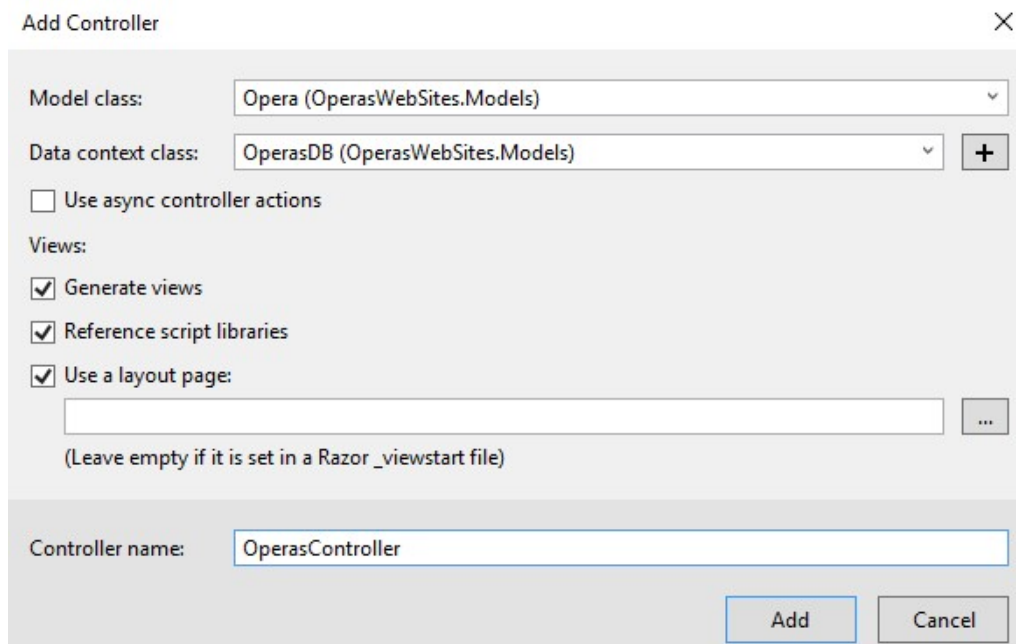 Add Controller
Model class: Opera (OperasWebSites.Models)
Data context class: OperasDB (OperasWebSites.Models) +
Use async controller actions
Views:
Generate views
Reference script libraries
Use a layout page:
...
(Leave empty if it is set in a Razor _viewstart file)
Controller name: OperasController
Add Cancel